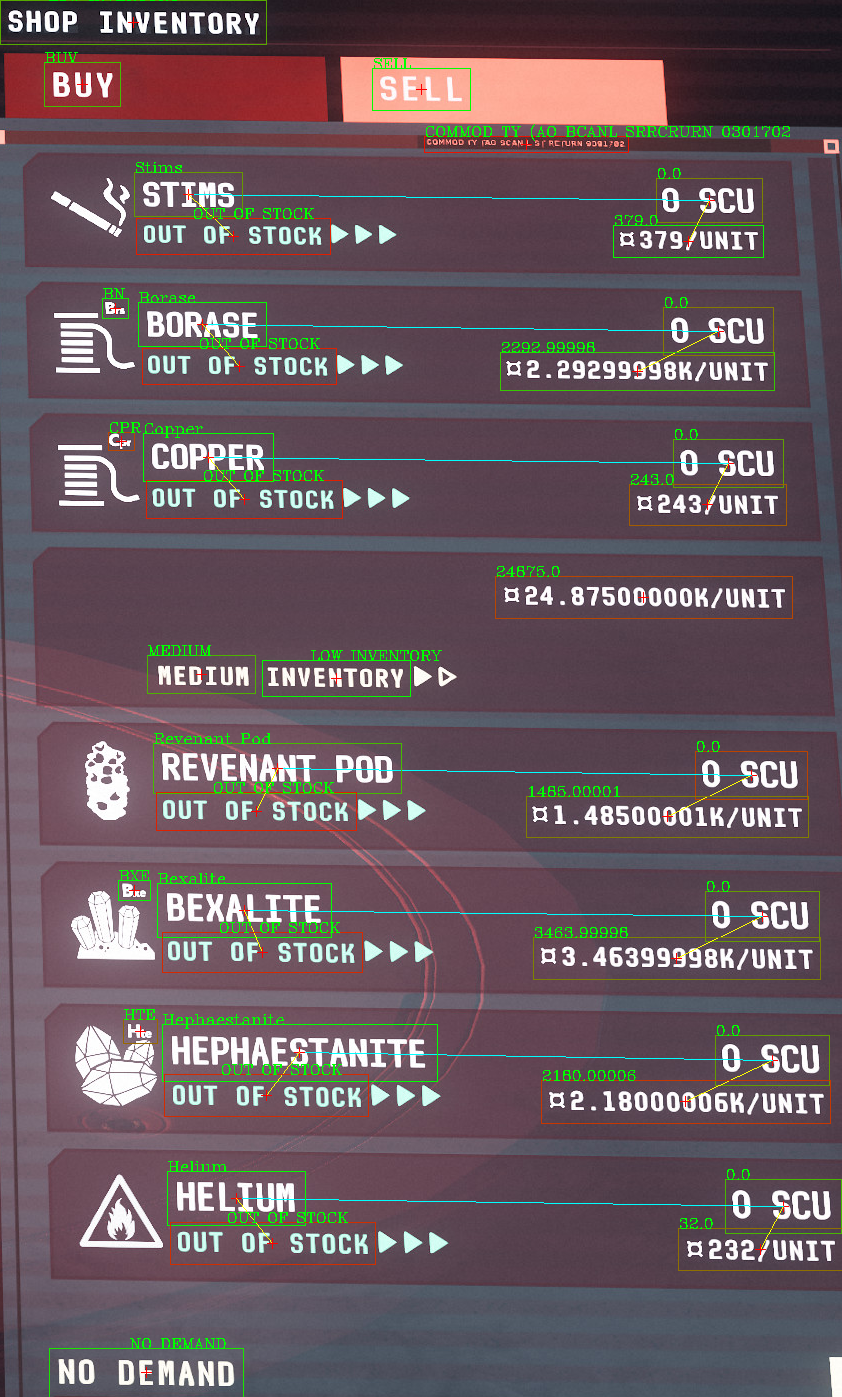 SHOP INVENTORY
BUV
BUY
SELL
SELL
COMMOD TY (AO BCANL SRRCRURN 0301702
Stims
STIMS
0.0
0 SCU
OUT OF STOCK
OUT OF STOCK
379.0
¤379/UNIT
BN
Borase
BORASE
0.0
0 SCU
OUT OF STOCK
OUT OF STOCK
2292.99998
¤2.29299998K/UNIT
CPR
Copper
COPPER
0.0
0 SCU
OUT OF STOCK
OUT OF STOCK
243.0
¤243/UNIT
24875.0
¤24.87500000K/UNIT
MEDIUM
LOW INVENTORY
MEDIUM INVENTORY
Revenant Pod
REVENANT POD
0.0
0 SCU
OUT OF STOCK
OUT OF STOCK
1485.00001
¤1.48500001K/UNIT
BXE
Bxe
Bexalite
BEXALITE
0.0
0 SCU
OUT OF STOCK
OUT OF STOCK
3463.99998
¤3.46399998K/UNIT
HTE
Hte
Hephaestanite
HEPHAESTANITE
0.0
0 SCU
OUT OF STOCK
OUT OF STOCK
2180.00006
¤2.18000006K/UNIT
Helium
HELIUM
0.0
0 SCU
OUT OF STOCK
OUT OF STOCK
32.0
¤232/UNIT
NO DEMAND
NO DEMAND